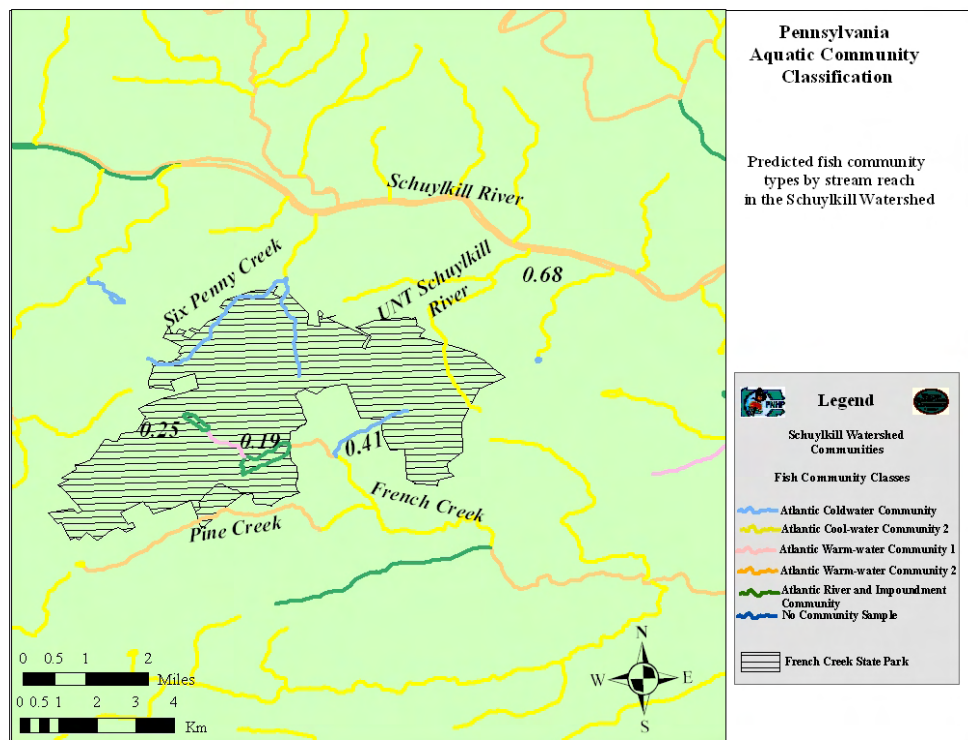 Pennsylvania
Aquatic Community
Classification
Predicted fish community
types by stream reach
in the Schuylkill Watershed
Schuylkill River
0.68
Six Penny Creek
UNT Schuylkill
River
0.25
0.19
0.41
French Creek
Pine Creek
PNHP
Legend
Schuylkill Watershed
Communities
Fish Community Classes
Atlantic Coldwater Community
Atlantic Cool-water Community 2
Atlantic Warm-water Community 1
Atlantic Warm-water Community 2
Atlantic River and Impoundment
Community
No Community Sample
French Creek State Park
0 0.5 1 2
Miles
0 0.5 1 2 3 4
Km
N
W E
S